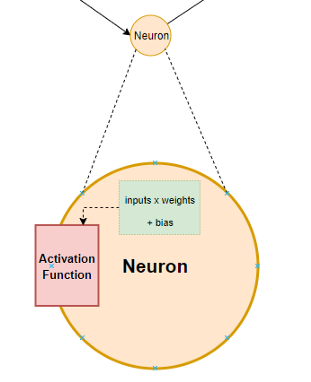 Neuron
inputs x weights
+ bias
Activation
Function
Neuron